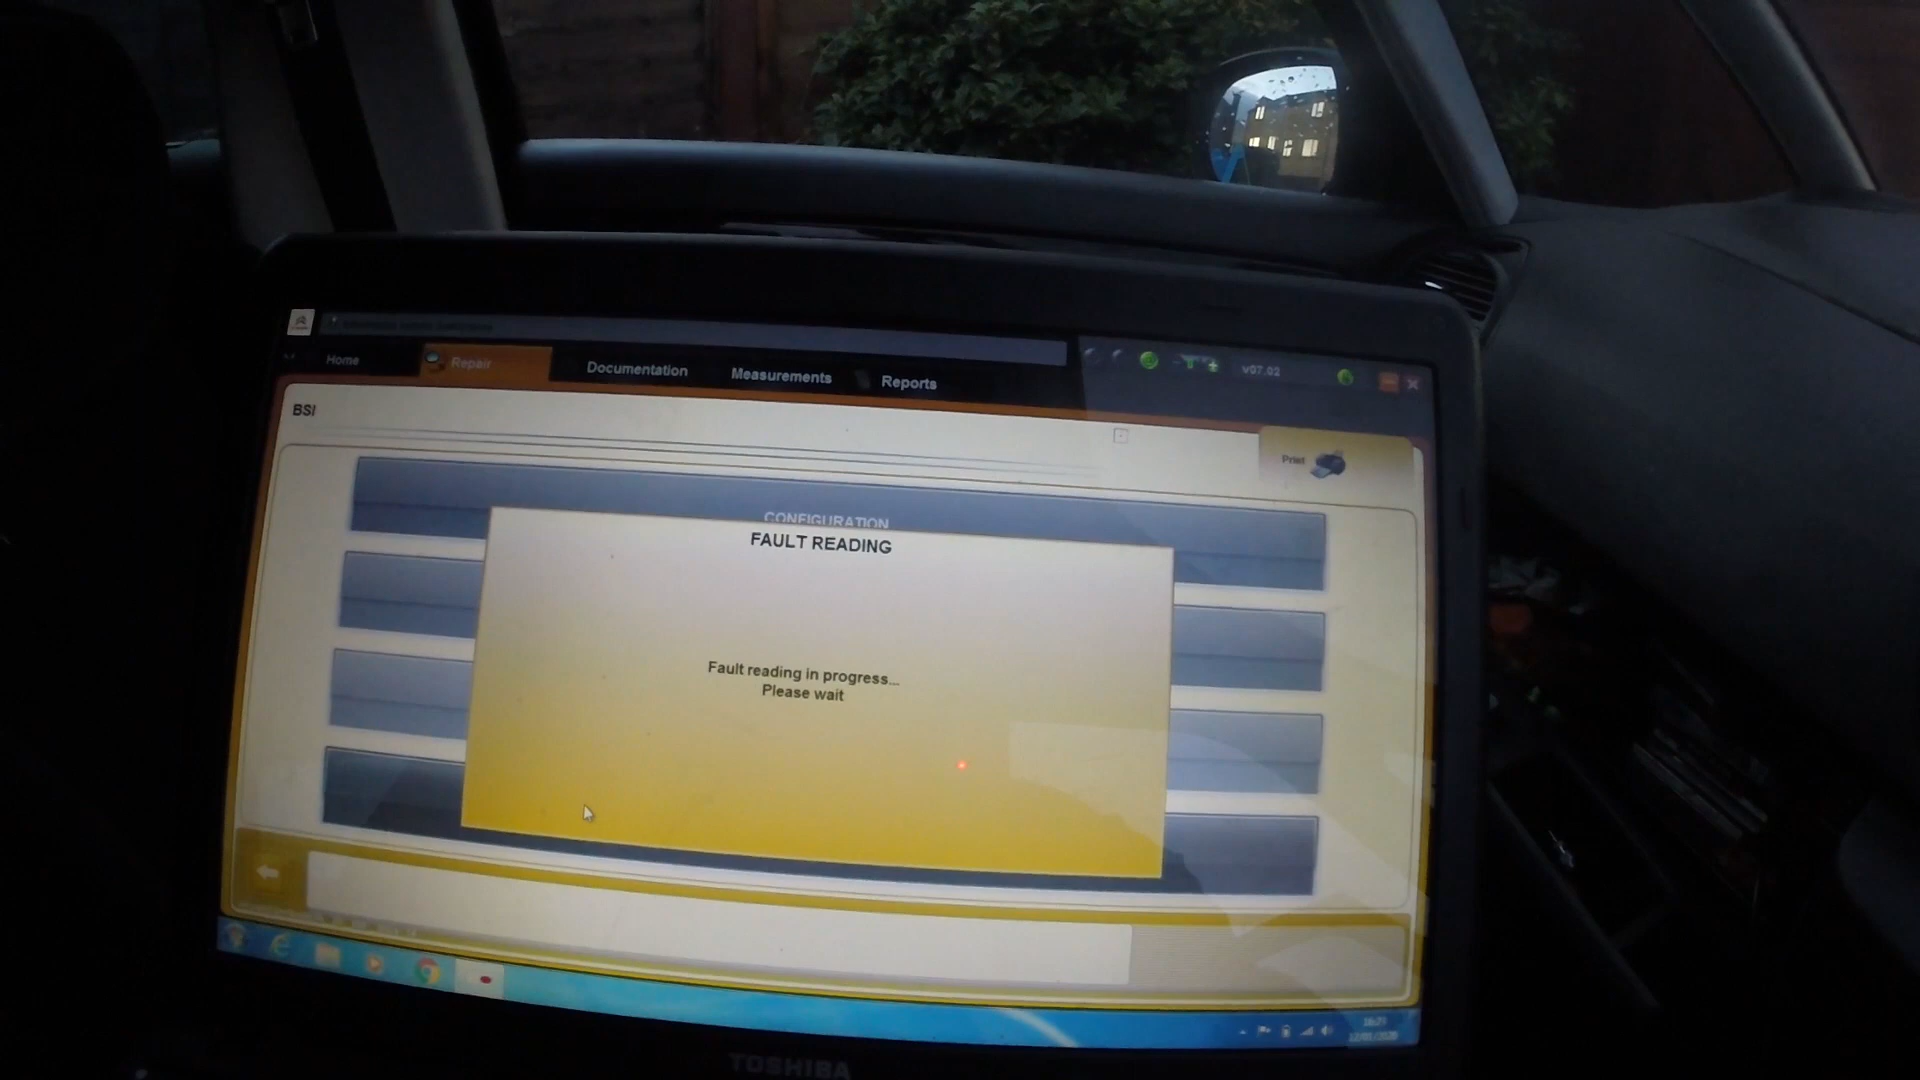 Home
Repair
Documentation
Measurements
Reports
v07.02
BSI
Print
CONFIGURATION
FAULT READING
Fault reading in progress...
Please wait
TOSHIBA